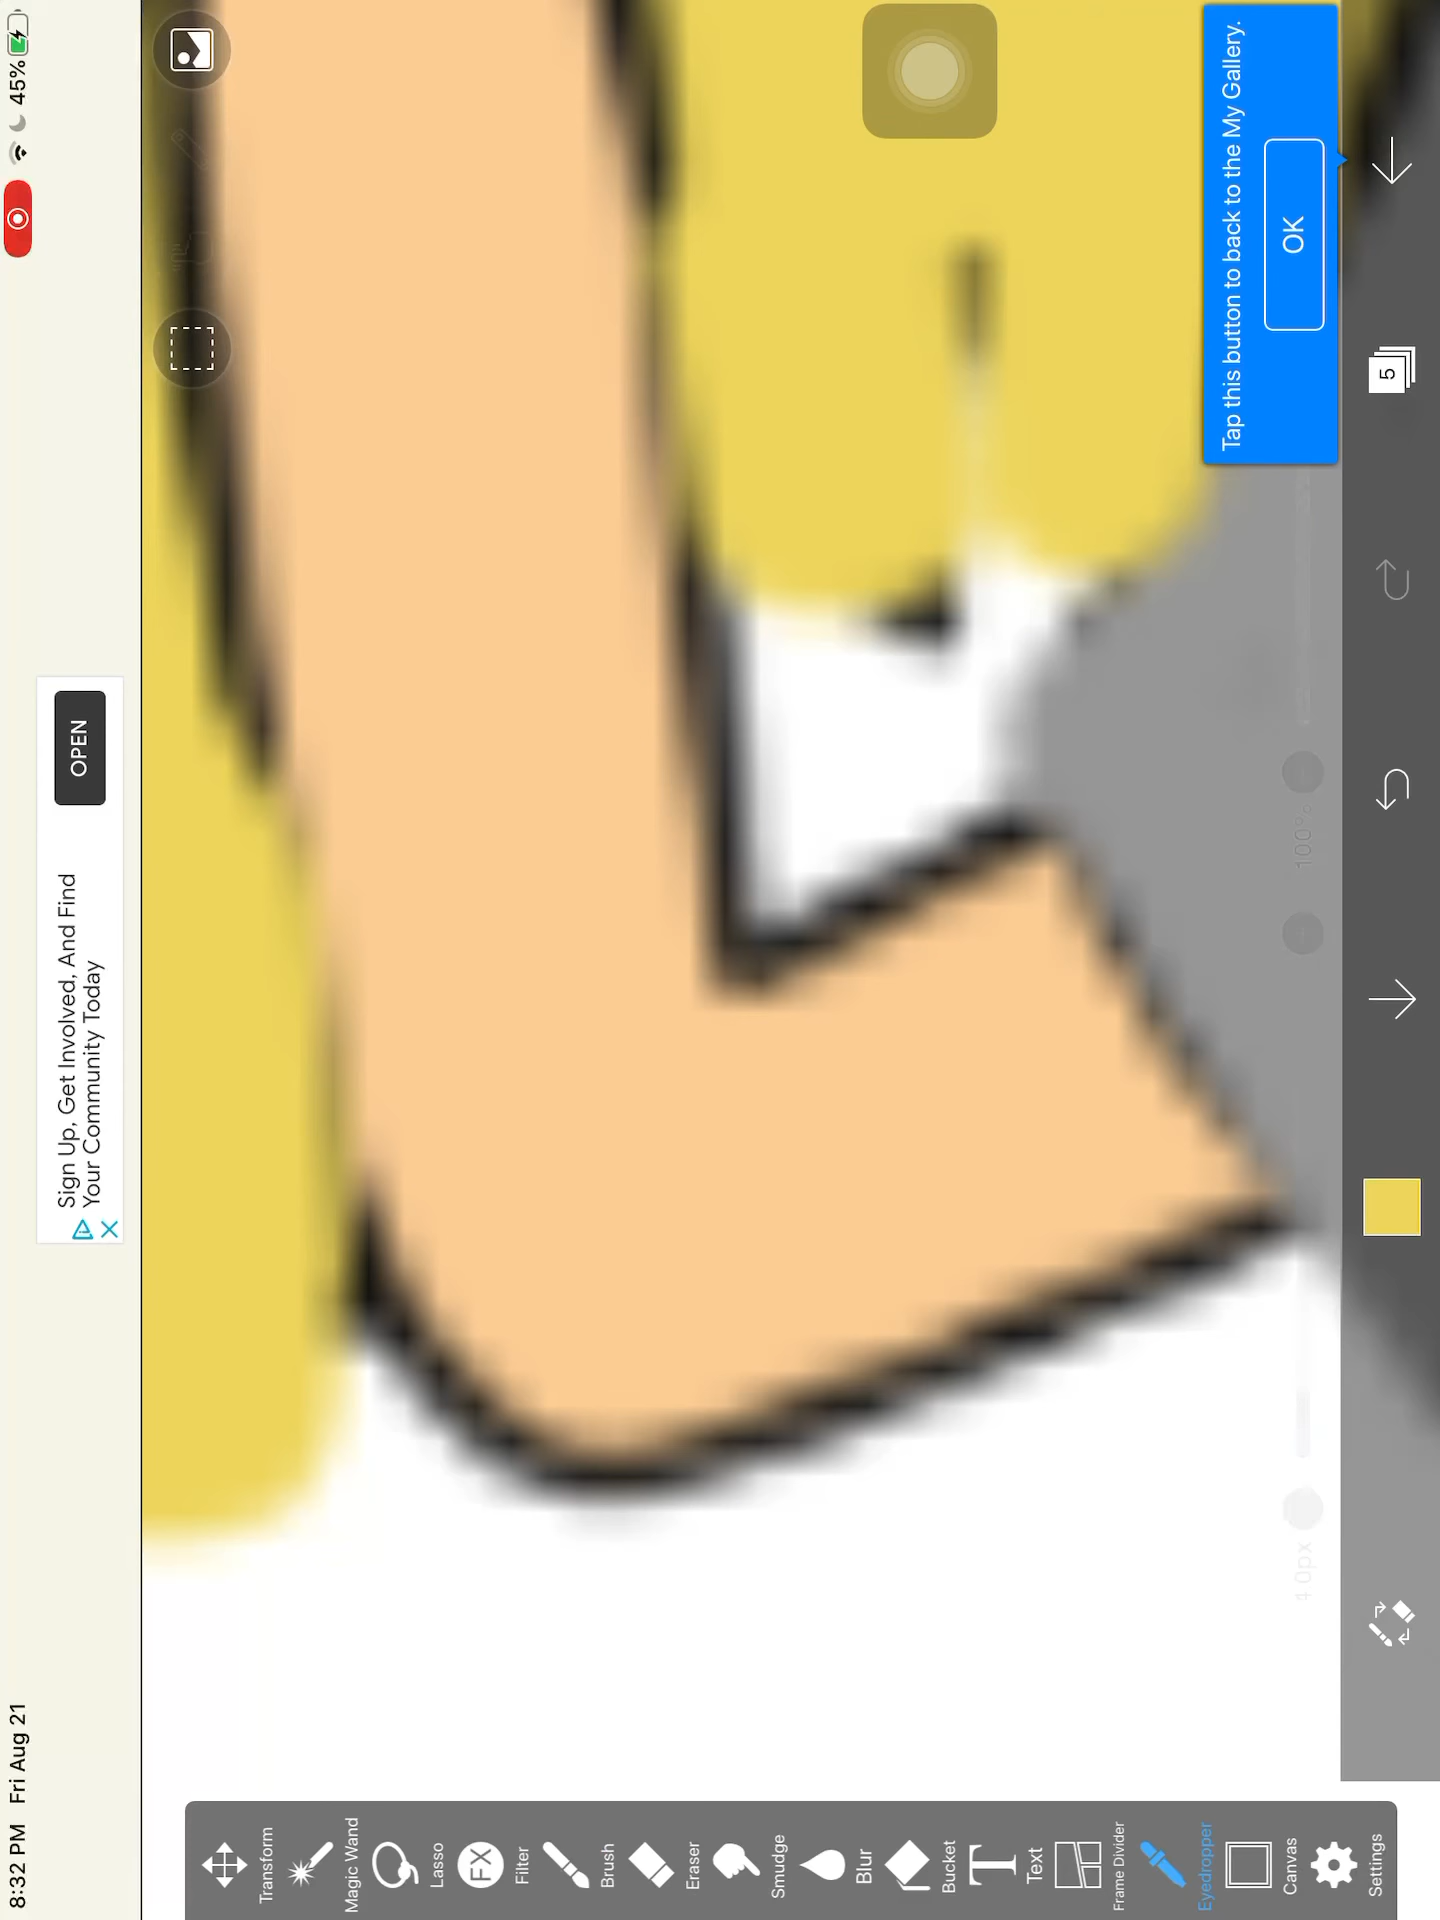 8:32 PM Fri Aug 21
45%
Sign Up, Get Involved, And Find
Your Community Today
OPEN
Transform
Magic Wand
Lasso
FX
Filter
Brush
Eraser
Smudge
Blur
Bucket
T
Text
Frame Divider
Eyedropper
Canvas
Settings
100%
Tap this button to back to the My Gallery.
OK
5